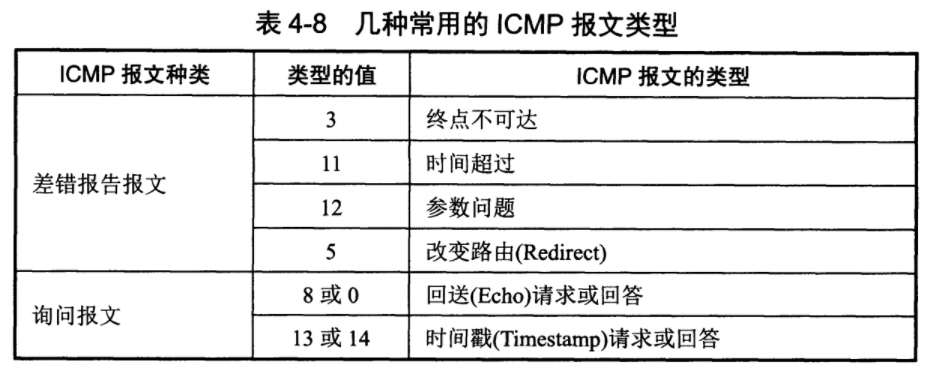 表 4-8 几种常用的 ICMP 报文类型
ICMP 报文种类 类型的值 ICMP 报文的类型
差错报告报文 3 终点不可达
11 时间超过
12 参数问题
5 改变路由(Redirect)
询问报文 8 或 0 回送(Echo)请求或回答
13 或 14 时间戳(Timestamp)请求或回答